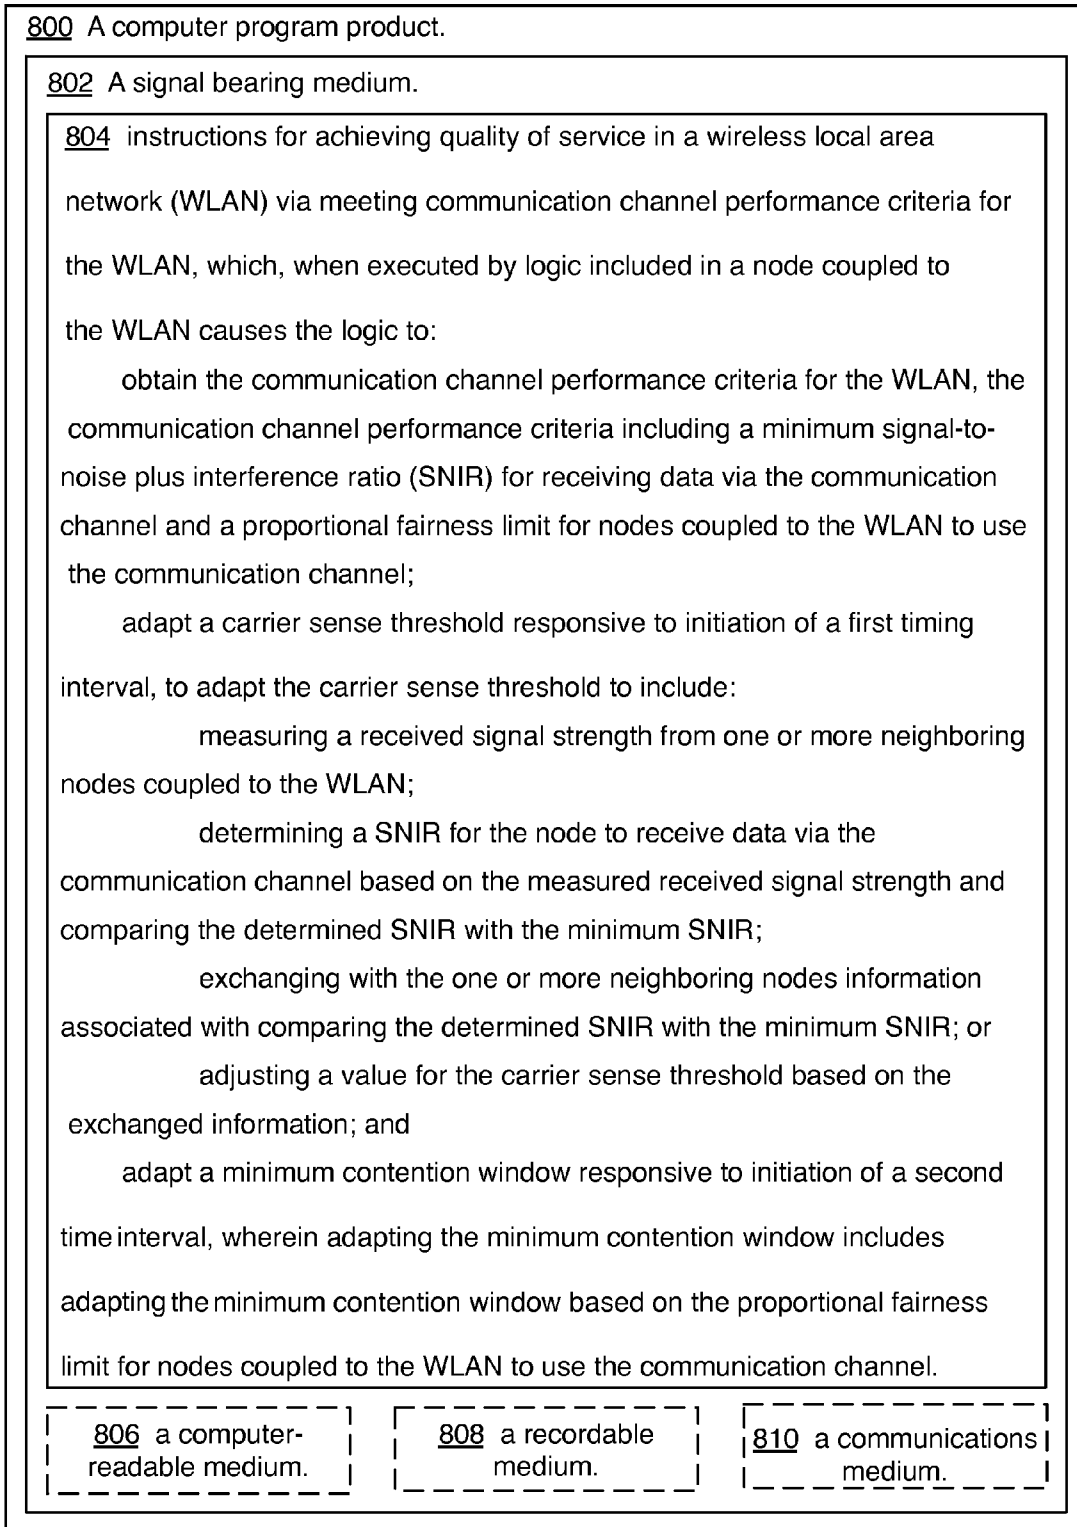 800 A computer program product.
802 A signal bearing medium.
804 instructions for achieving quality of service in a wireless local area
network (WLAN) via meeting communication channel performance criteria for
the WLAN, which, when executed by logic included in a node coupled to
the WLAN causes the logic to:
obtain the communication channel performance criteria for the WLAN, the
communication channel performance criteria including a minimum signal-to-
noise plus interference ratio (SNIR) for receiving data via the communication
channel and a proportional fairness limit for nodes coupled to the WLAN to use
the communication channel;
adapt a carrier sense threshold responsive to initiation of a first timing
interval, to adapt the carrier sense threshold to include:
measuring a received signal strength from one or more neighboring
nodes coupled to the WLAN;
determining a SNIR for the node to receive data via the
communication channel based on the measured received signal strength and
comparing the determined SNIR with the minimum SNIR;
exchanging with the one or more neighboring nodes information
associated with comparing the determined SNIR with the minimum SNIR; or
adjusting a value for the carrier sense threshold based on the
exchanged information; and
adapt a minimum contention window responsive to initiation of a second
time interval, wherein adapting the minimum contention window includes
adapting the minimum contention window based on the proportional fairness
limit for nodes coupled to the WLAN to use the communication channel.
806 a computer-
readable medium.
808 a recordable
medium.
810 a communications
medium.